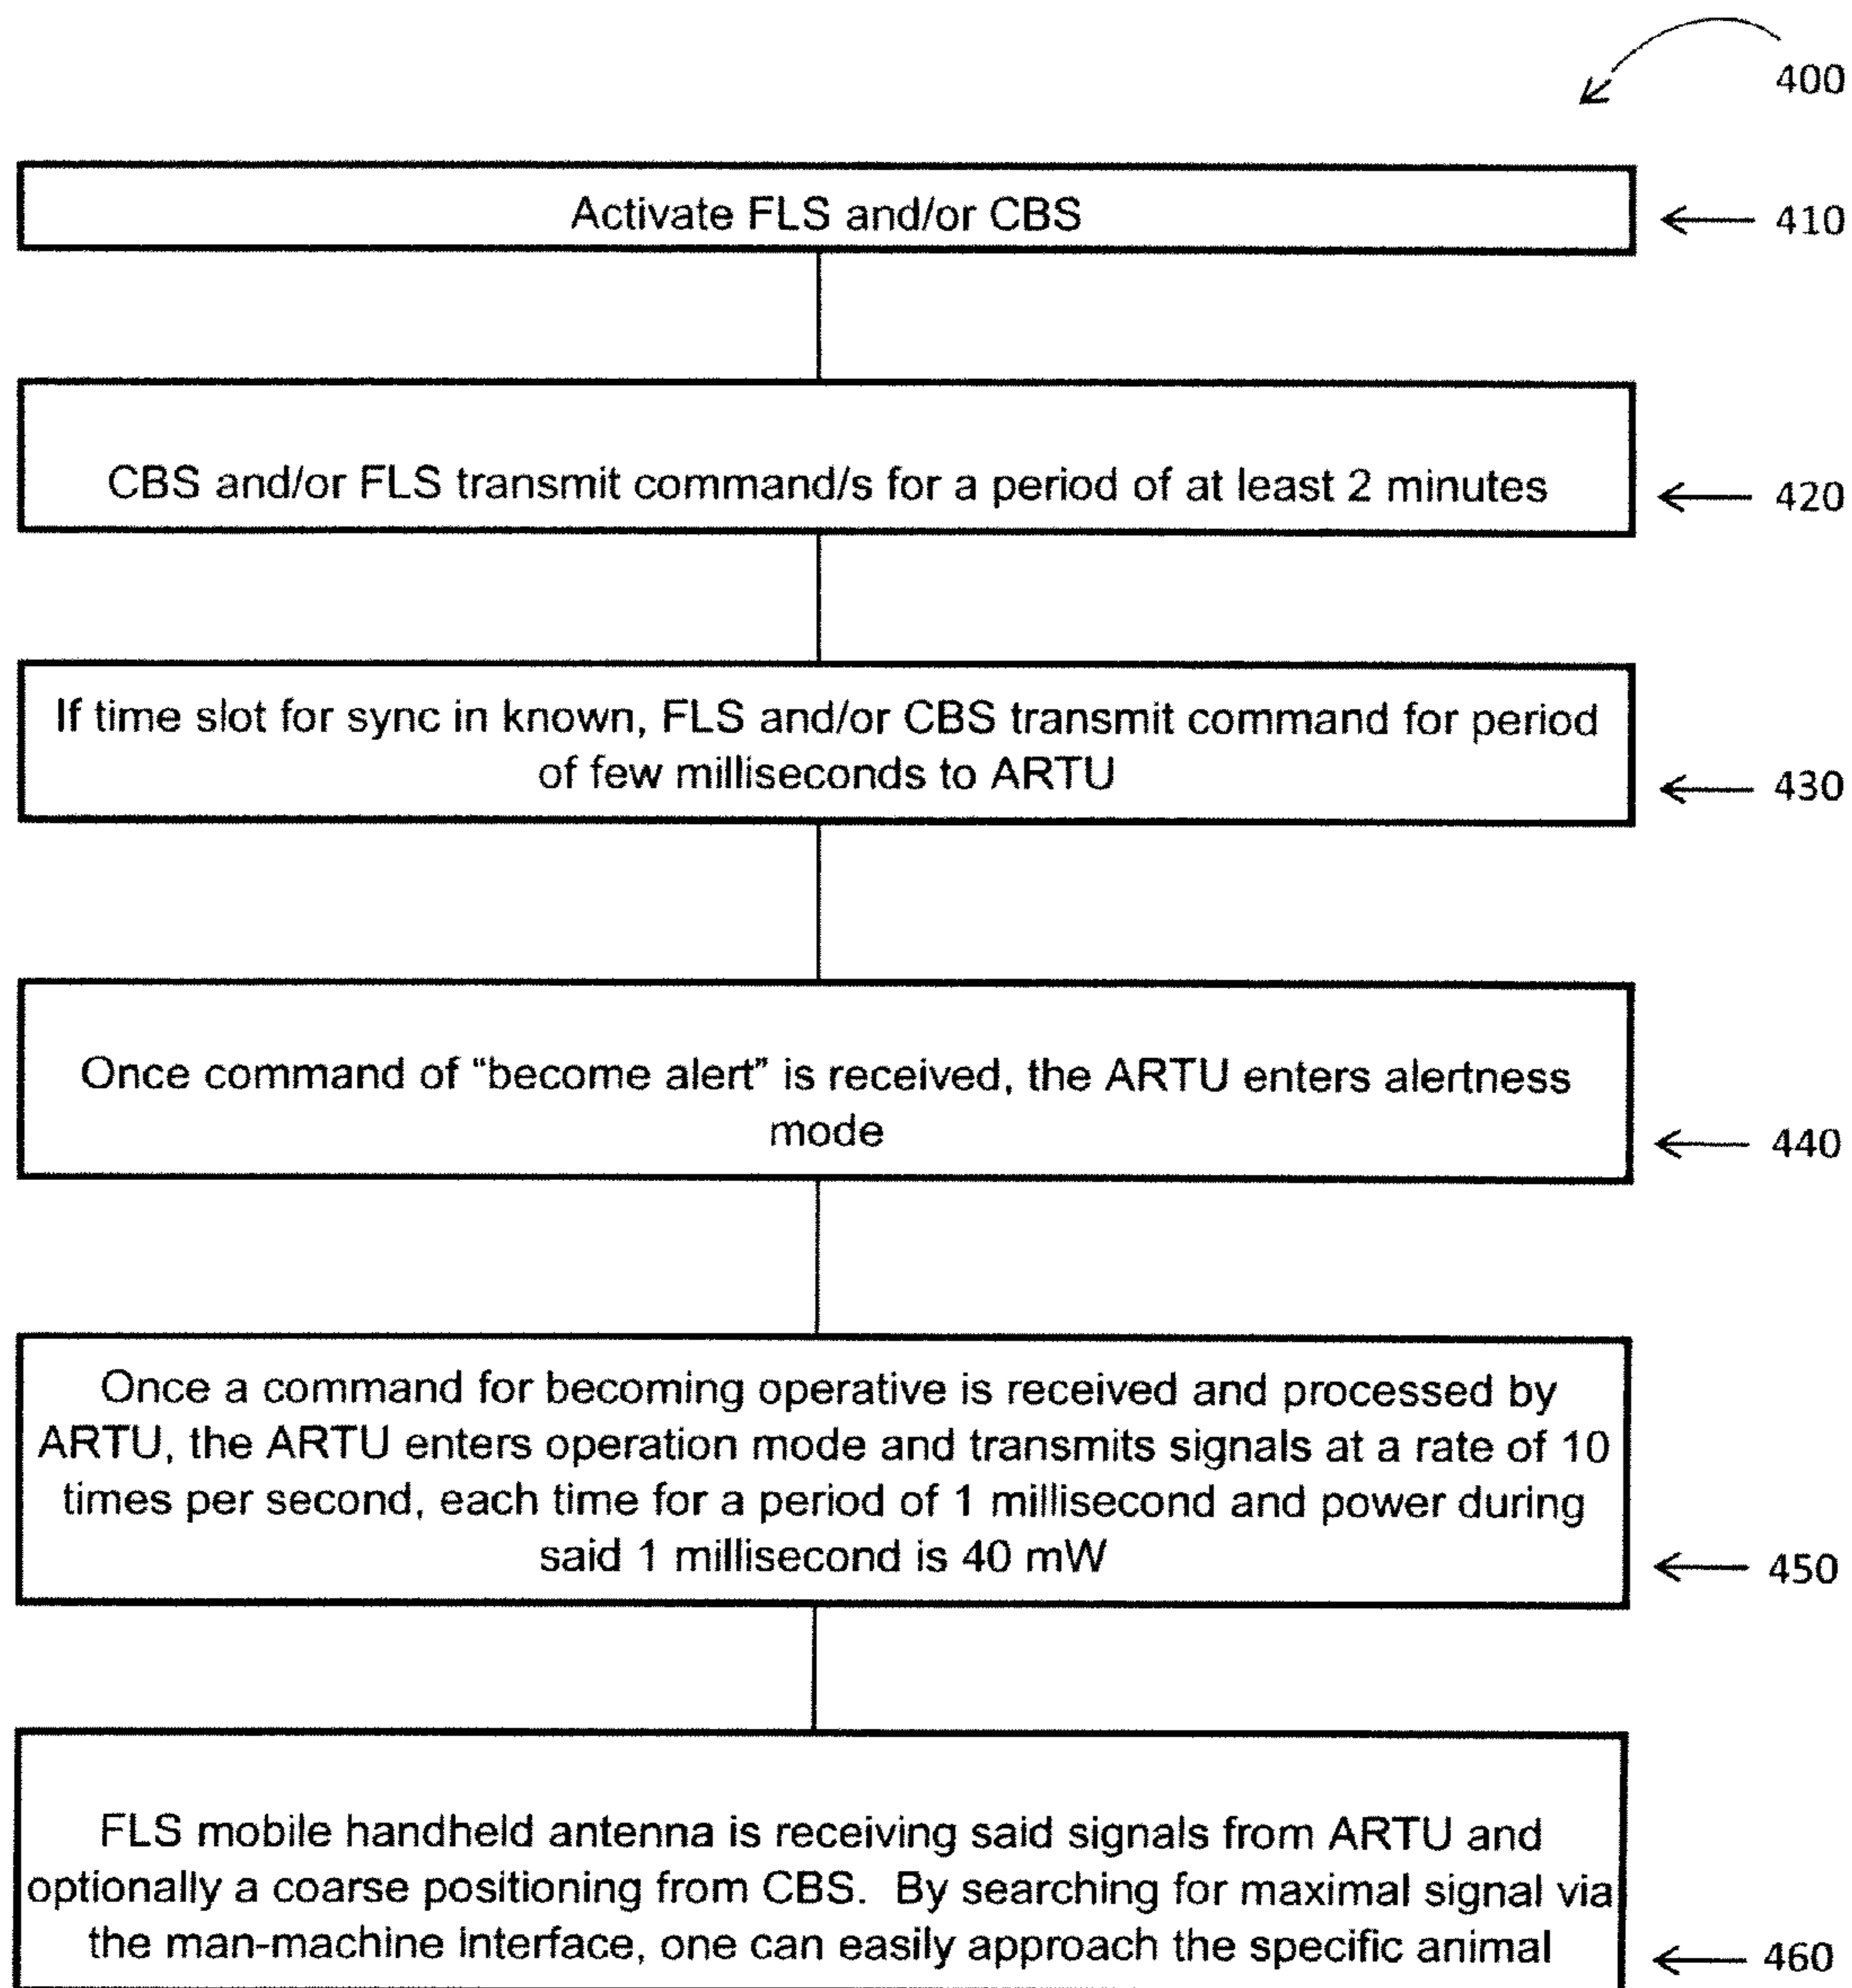 400
Activate FLS and/or CBS
410
CBS and/or FLS transmit command/s for a period of at least 2 minutes
420
If time slot for sync in known, FLS and/or CBS transmit command for period
of few milliseconds to ARTU
430
Once command of “become alert” is received, the ARTU enters alertness
mode
440
Once a command for becoming operative is received and processed by
ARTU, the ARTU enters operation mode and transmits signals at a rate of 10
times per second, each time for a period of 1 millisecond and power during
said 1 millisecond is 40 mW
450
FLS mobile handheld antenna is receiving said signals from ARTU and
optionally a coarse positioning from CBS. By searching for maximal signal via
the man-machine interface, one can easily approach the specific animal
460